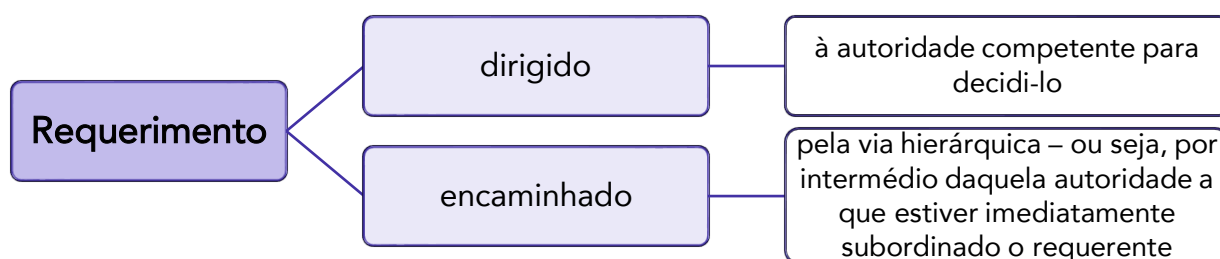 Requerimento
dirigido
à autoridade competente para
decidi-lo
encaminhado
pela via hierárquica – ou seja, por
intermédio daquela autoridade a
que estiver imediatamente
subordinado o requerente